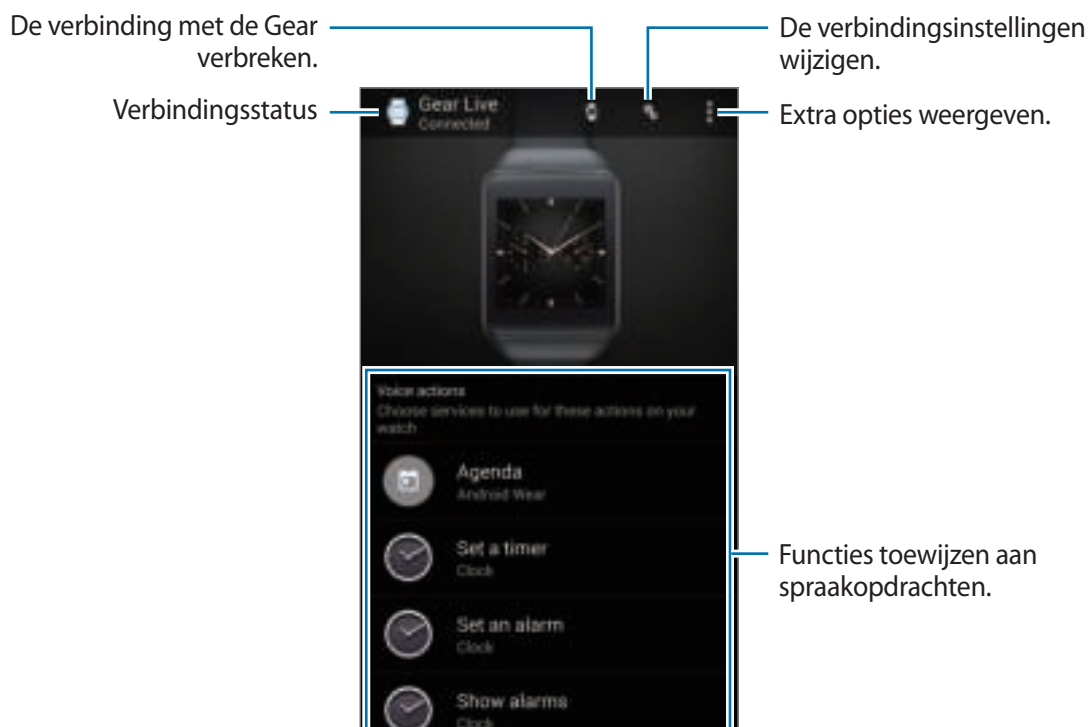 De verbinding met de Gear
verbreken.
De verbindingsinstellingen
wijzigen.
Verbindingsstatus
Gear Live
Connected
Extra opties weergeven.
Voice actions
Choose services to use for these actions on your
watch
Agenda
Android Wear
Set a timer
Clock
Functies toewijzen aan
spraakopdrachten.
Set an alarm
Clock
Show alarms
Clock